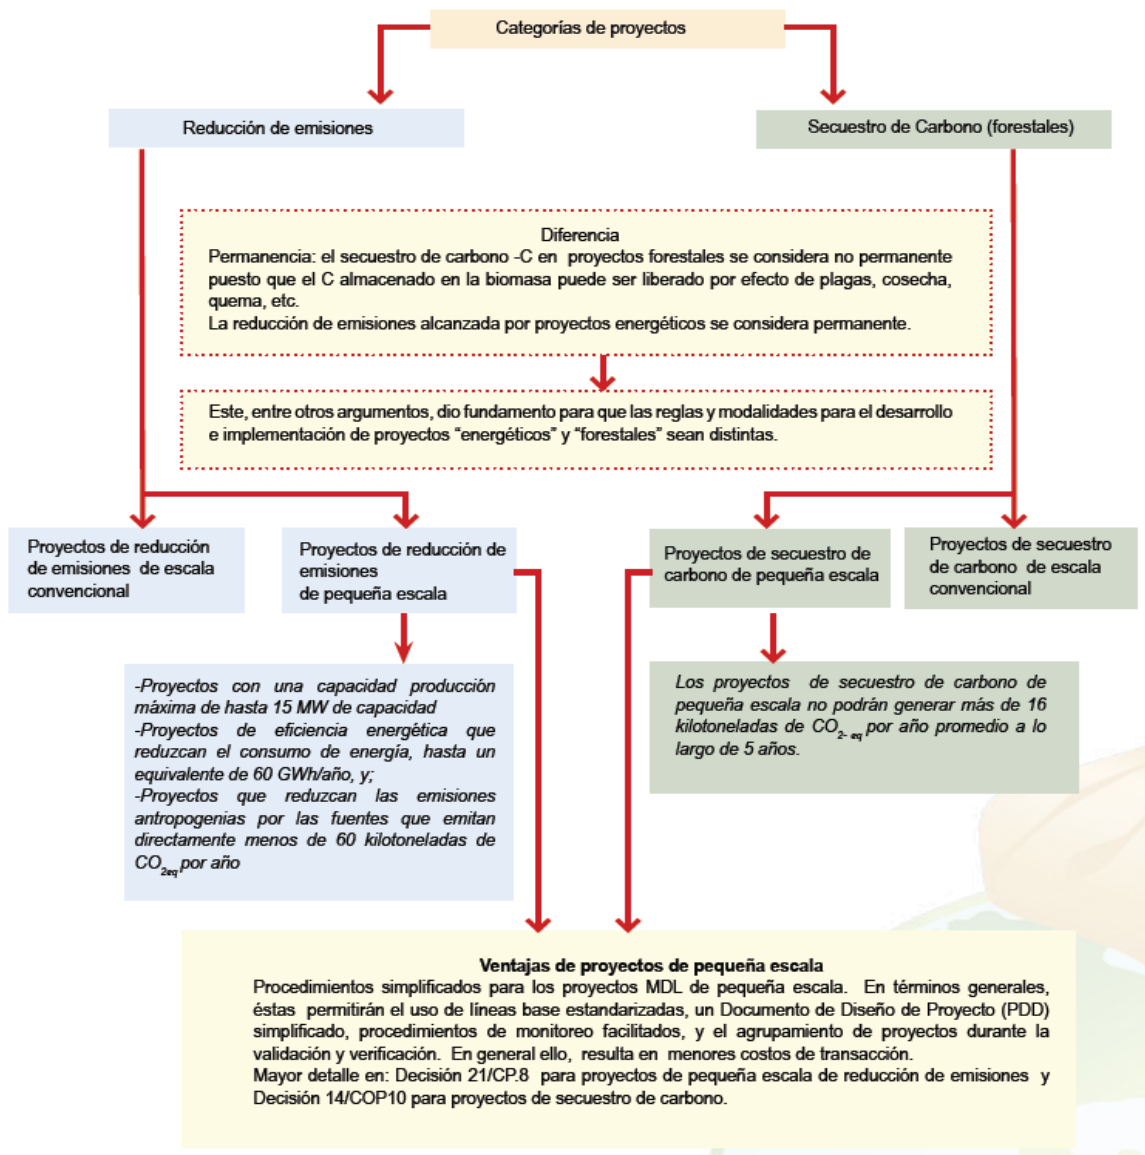 Categorías de proyectos
Reducción de emisiones
Secuestro de Carbono (forestales)
Diferencia
Permanencia: el secuestro de carbono -C en proyectos forestales se considera no permanente
puesto que el C almacenado en la biomasa puede ser liberado por efecto de plagas, cosecha,
quema, etc.
La reducción de emisiones alcanzada por proyectos energéticos se considera permanente.
Este, entre otros argumentos, dio fundamento para que las reglas y modalidades para el desarrollo
e implementación de proyectos “energéticos” y “forestales” sean distintas.
Proyectos de reducción
de emisiones de escala
convencional
Proyectos de reducción de
emisiones
de pequeña escala
Proyectos de secuestro de
carbono de pequeña escala
Proyectos de secuestro
de carbono de escala
convencional
-Proyectos con una capacidad producción
máxima de hasta 15 MW de capacidad
-Proyectos de eficiencia energética que
reduzcan el consumo de energía, hasta un
equivalente de 60 GWh/año, y;
-Proyectos que reduzcan las emisiones
antropogenias por las fuentes que emitan
directamente menos de 60 kilotoneladas de
CO2eq por año
Los proyectos de secuestro de carbono de
pequeña escala no podrán generar más de 16
kilotoneladas de CO2- eq por año promedio a lo
largo de 5 años.
Ventajas de proyectos de pequeña escala
Procedimientos simplificados para los proyectos MDL de pequeña escala. En términos generales,
éstas permitirán el uso de líneas base estandarizadas, un Documento de Diseño de Proyecto (PDD)
simplificado, procedimientos de monitoreo facilitados, y el agrupamiento de proyectos durante la
validación y verificación. En general ello, resulta en menores costos de transacción.
Mayor detalle en: Decisión 21/CP.8 para proyectos de pequeña escala de reducción de emisiones y
Decisión 14/COP10 para proyectos de secuestro de carbono.